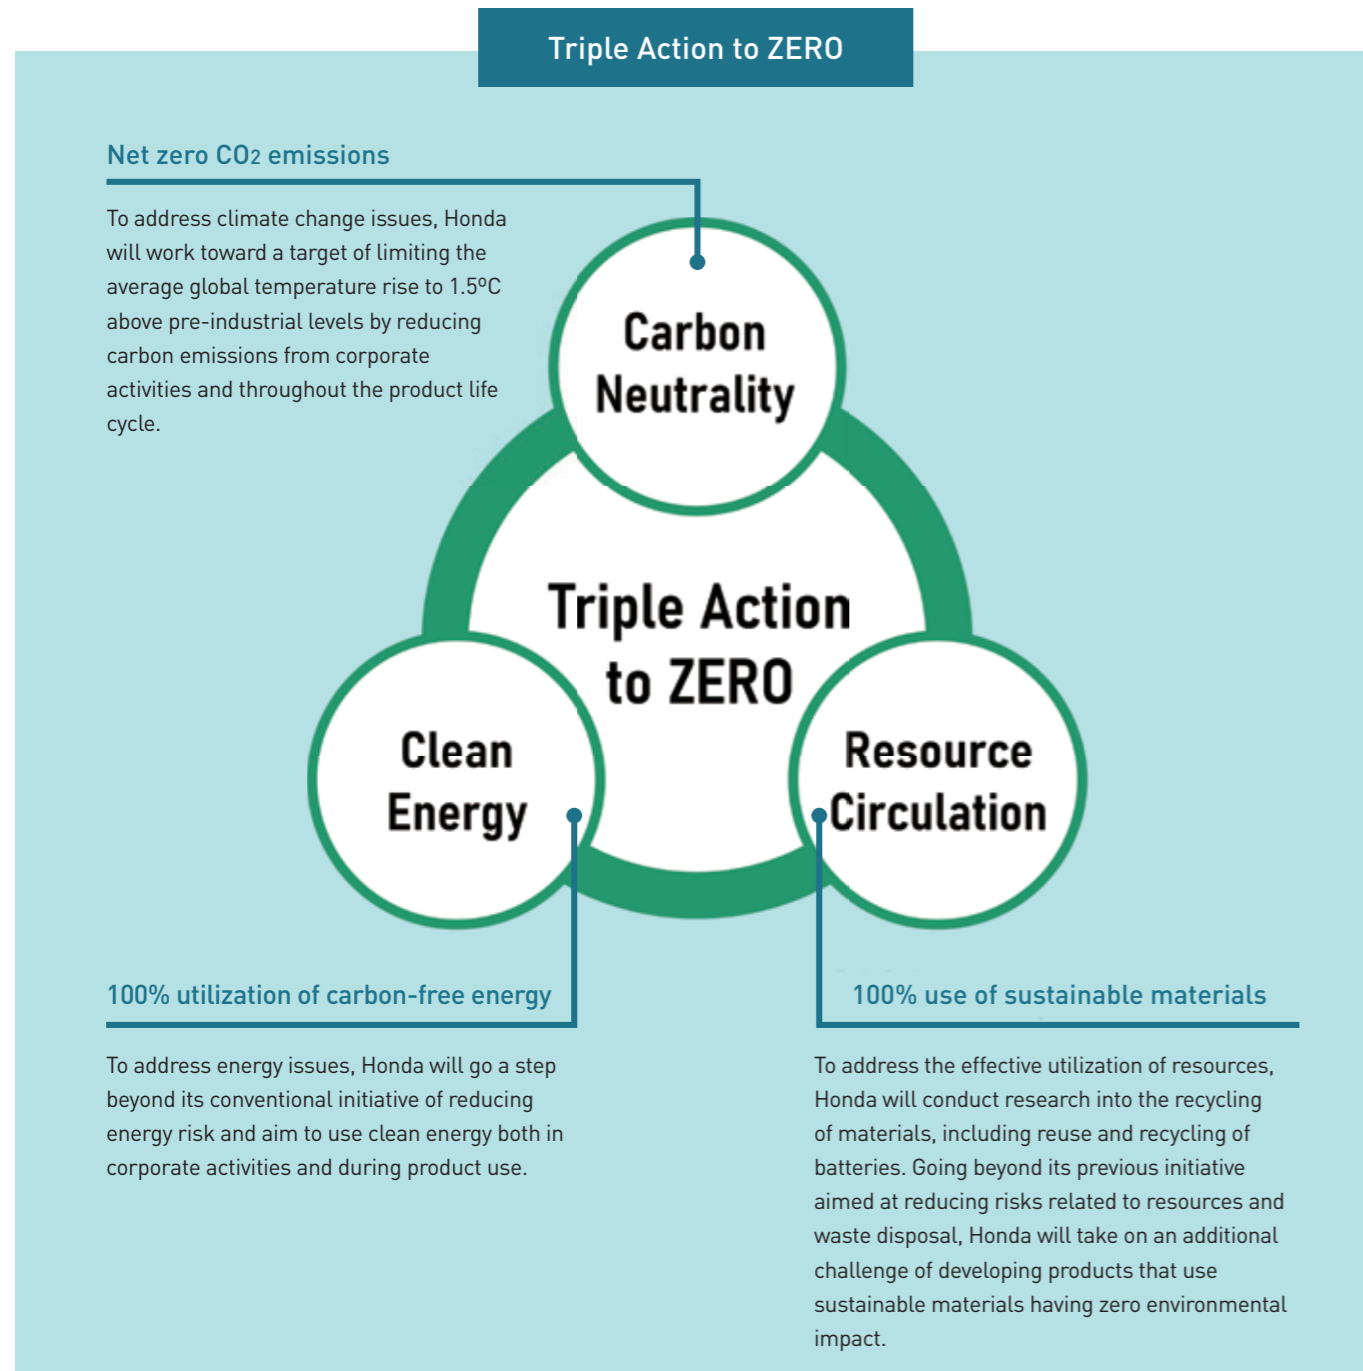 Triple Action to ZERO
Net zero CO2 emissions
To address climate change issues, Honda
will work toward a target of limiting the
average global temperature rise to 1.5ºC
above pre-industrial levels by reducing
carbon emissions from corporate
activities and throughout the product life
cycle.
Carbon
Neutrality
Triple Action
to ZERO
Clean
Energy
Resource
Circulation
100% utilization of carbon-free energy
To address energy issues, Honda will go a step
beyond its conventional initiative of reducing
energy risk and aim to use clean energy both in
corporate activities and during product use.
100% use of sustainable materials
To address the effective utilization of resources,
Honda will conduct research into the recycling
of materials, including reuse and recycling of
batteries. Going beyond its previous initiative
aimed at reducing risks related to resources and
waste disposal, Honda will take on an additional
challenge of developing products that use
sustainable materials having zero environmental
impact.